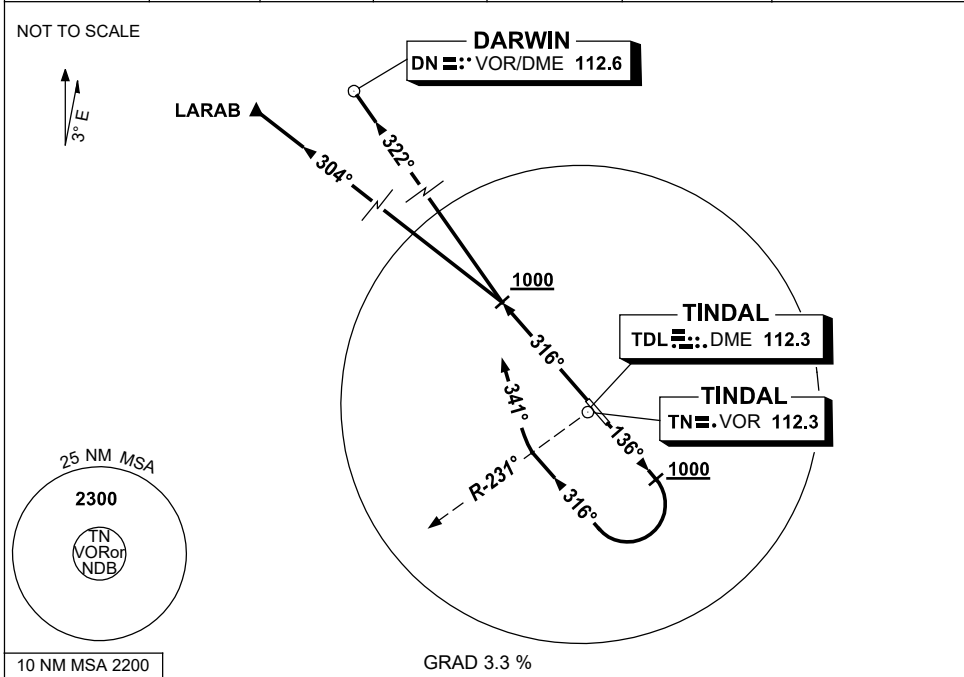 NOT TO SCALE
3° E
DARWIN
DN VOR/DME 112.6
LARAB
322°
304°
1000
TINDAL
TDL DME 112.3
316°
TINDAL
TN VOR 112.3
341°
136°
1000
R-231°
316°
25 NM MSA
2300
TN
VORor
NDB
10 NM MSA 2200
GRAD 3.3 %